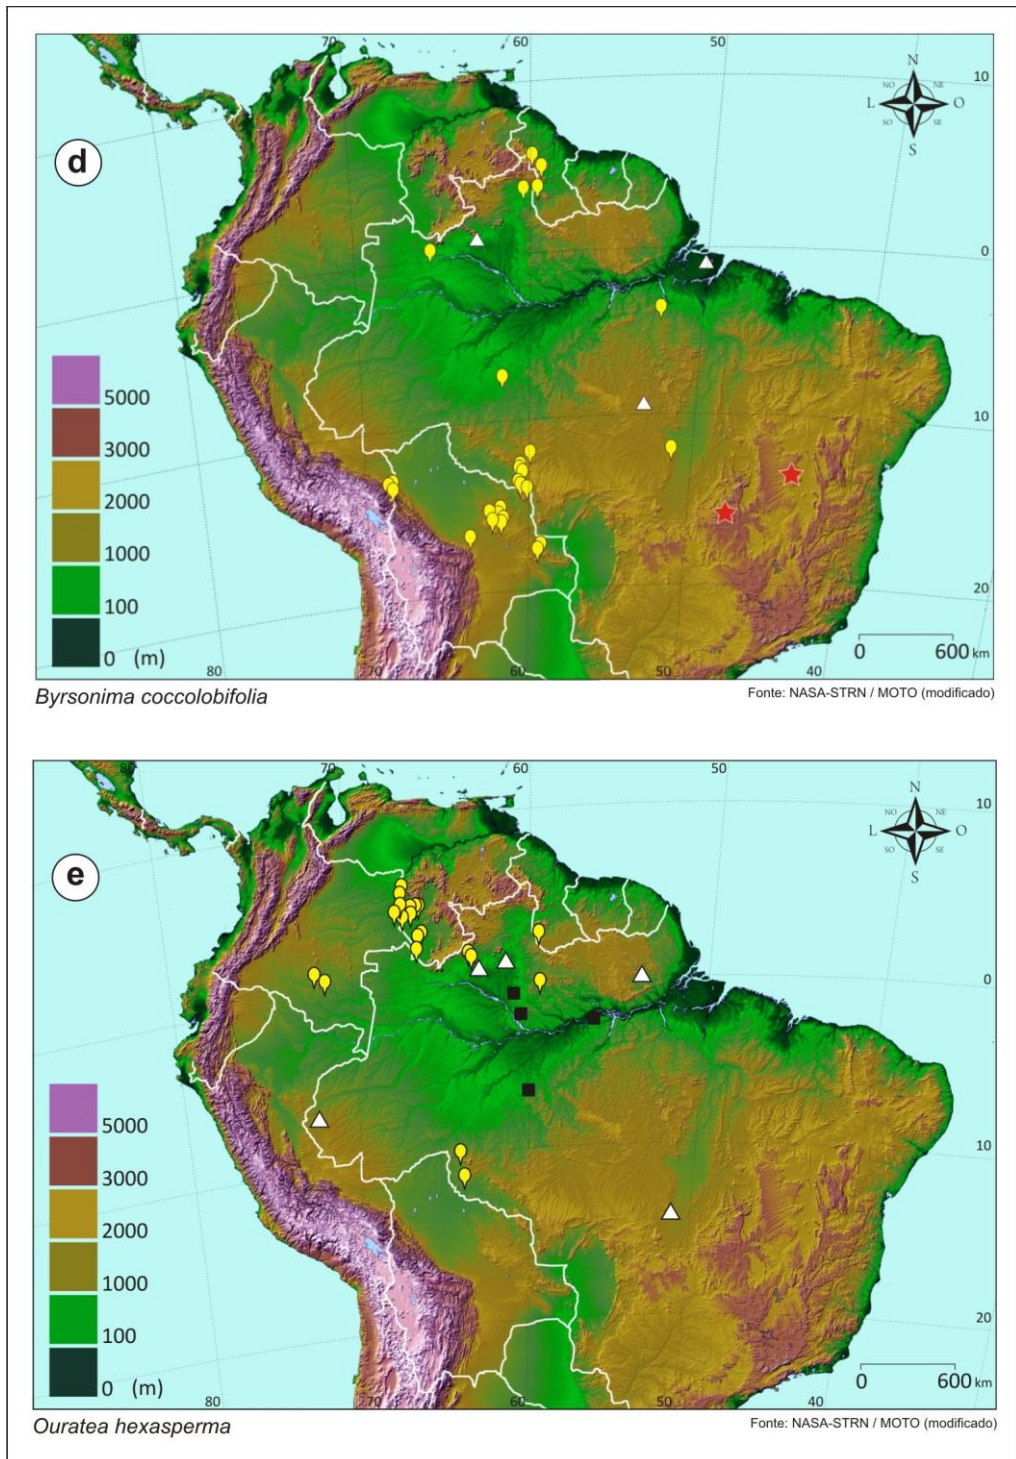 80
70
60
50
10
N
NO
NE
L
O
SO
SE
S
d
0
5000
3000
2000
1000
100
0 (m)
10
20
0
600 km
80
70
60
50
40
Byrsonima coccolobifolia
Fonte: NASA-STRN / MOTO (modificado)
80
70
60
50
10
N
NO
NE
L
O
SO
SE
S
e
0
5000
3000
2000
1000
100
0 (m)
10
20
0
600 km
80
70
60
50
40
Ouratea hexasperma
Fonte: NASA-STRN / MOTO (modificado)